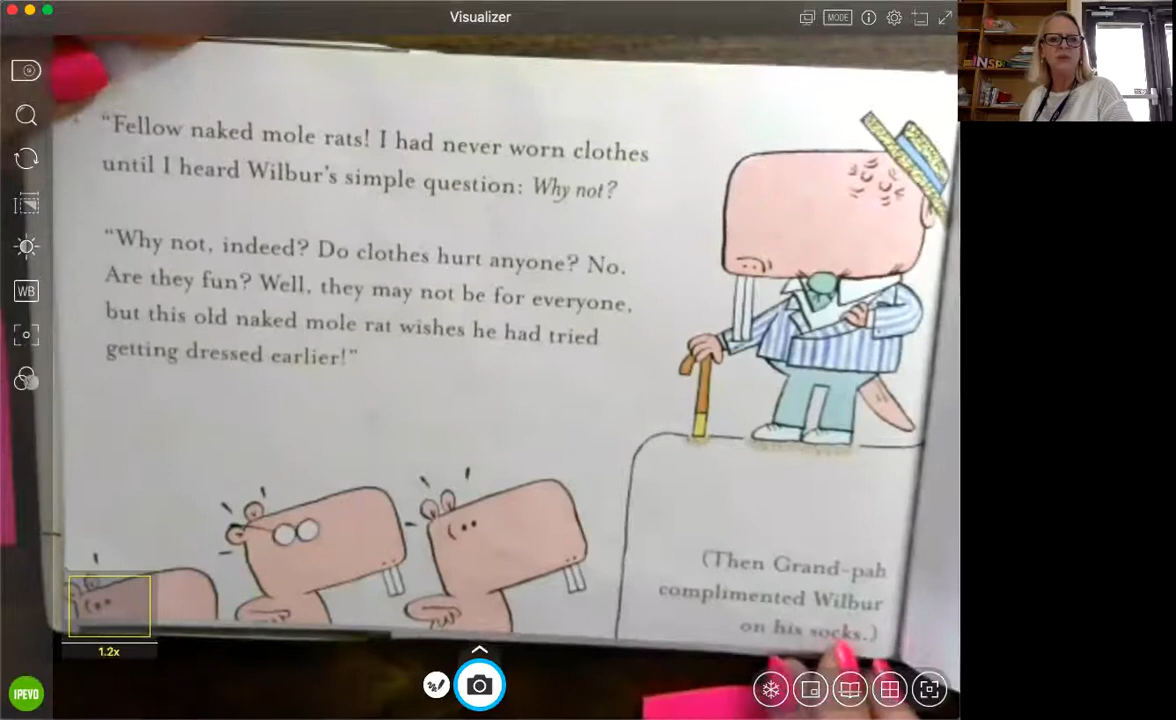 Visualizer
MODE
INSP
"Fellow naked mole rats! I had never worn clothes
until I heard Wilbur's simple question: Why not?
"Why not, indeed? Do clothes hurt anyone? No.
Are they fun? Well, they may not be for everyone,
but this old naked mole rat wishes he had tried
getting dressed earlier!"
(Then Grand-pah
complimented Wilbur
on his socks.)
WB
1.2x
IPEVO